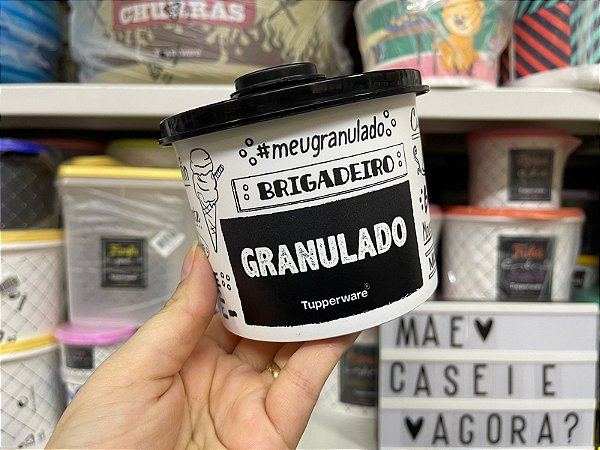 CHURRAS
#meugranulado
BRIGADEIRO
GRANULADO
Tupperware®
MAE♥
CASEI E
♥AGORA?